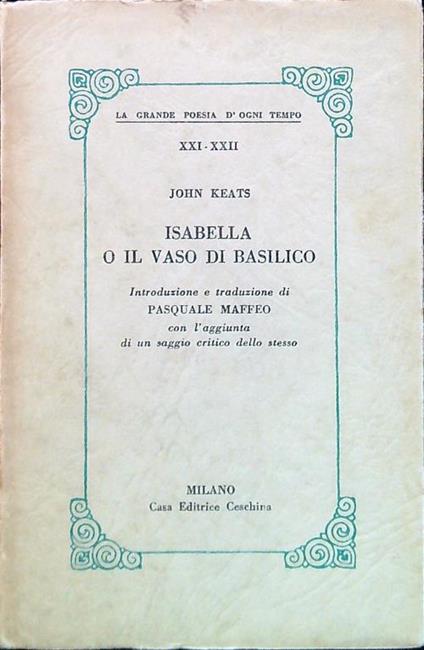 LA GRANDE POESIA D'OGNI TEMPO
XXI-XXII
JOHN KEATS
ISABELLA
O IL VASO DI BASILICO
Introduzione e traduzione di
PASQUALE MAFFEO
con l'aggiunta
di un saggio critico dello stesso
MILANO
Casa Editrice Ceschina